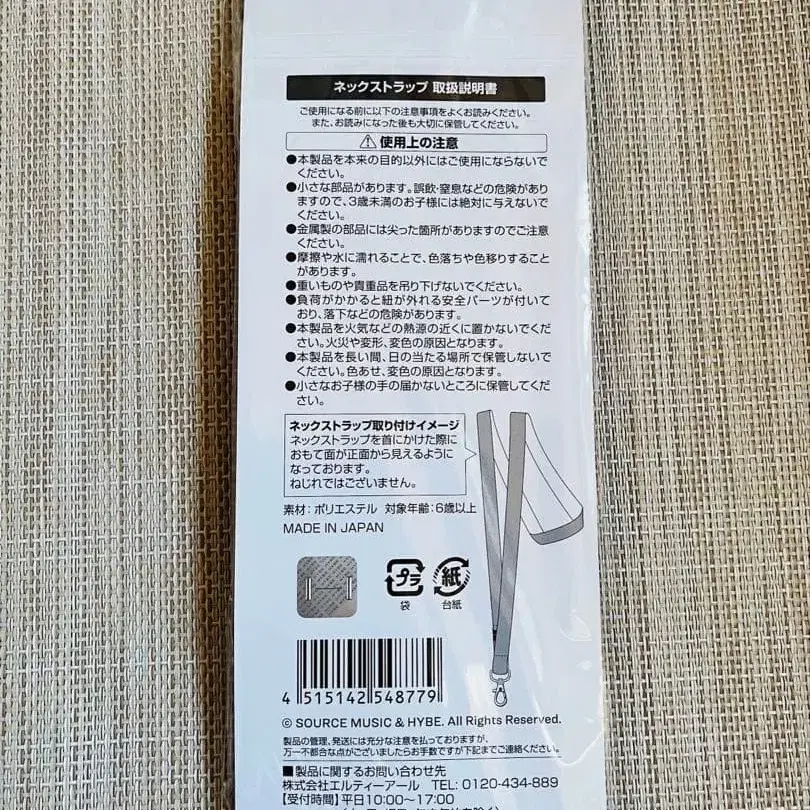 ネックストラップ 取扱説明書
ご使用になる前に以下の注意事項をよくお読みください。
また、お読みになった後も大切に保管してください。
⚠使用上の注意
●本製品を本来の目的以外にはご使用にならないで
ください。
●小さな部品があります。誤飲・窒息などの危険があり
ますので、3歳未満のお子様には絶対に与えないで
ください。
●金属製の部品には尖った箇所がありますのでご注意
ください。
●摩擦や水に濡れることで、色落ちや色移りすること
があります。
●重いものや貴重品を吊り下げないでください。
●負荷がかかると紐が外れる安全パーツが付いて
おり、落下などの危険があります。
●本製品を火気などの熱源の近くに置かないでくだ
さい。火災や変形、変色の原因となります。
●本製品を長い間、日の当たる場所で保管しないで
ください。色あせ、変色の原因となります。
●小さなお子様の手の届かないところに保管してくだ
さい。
ネックストラップ取り付けイメージ
ネックストラップを首にかけた際に
おもて面が正面から見えるように
なっております。
ねじれではございません。
素材：ポリエステル 対象年齢：6歳以上
MADE IN JAPAN
プラ
袋
紙
台紙
4 515142 548779
© SOURCE MUSIC & HYBE. All Rights Reserved.
製品の管理、発送には充分な注意を払っておりますが、
万一不都合な点がございましたらお手数ですが下記までご連絡ください。
■製品に関するお問い合わせ先
株式会社エルティーアール TEL: 0120-434-889
【受付時間】平日10:00～17:00